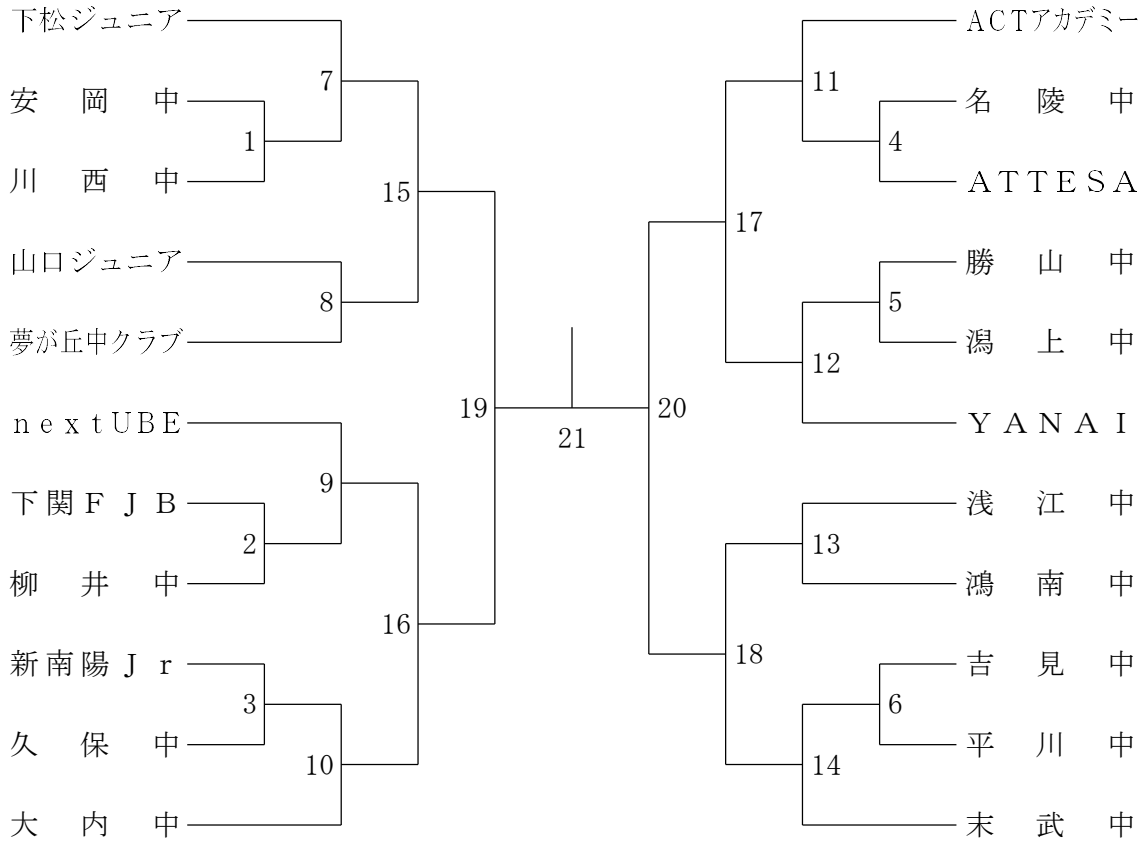 下松ジュニア
安岡中
川西中
山口ジュニア
夢が丘中クラブ
nextUBE
下関FJB
柳井中
新南陽Jr
久保中
大内中
1
2
3
7
8
9
10
15
16
19
21
20
17
18
11
12
13
14
4
5
6
ACTアカデミー
名陵中
ATTESA
勝山中
潟上中
YANAI
浅江中
鴻南中
吉見中
平川中
末武中